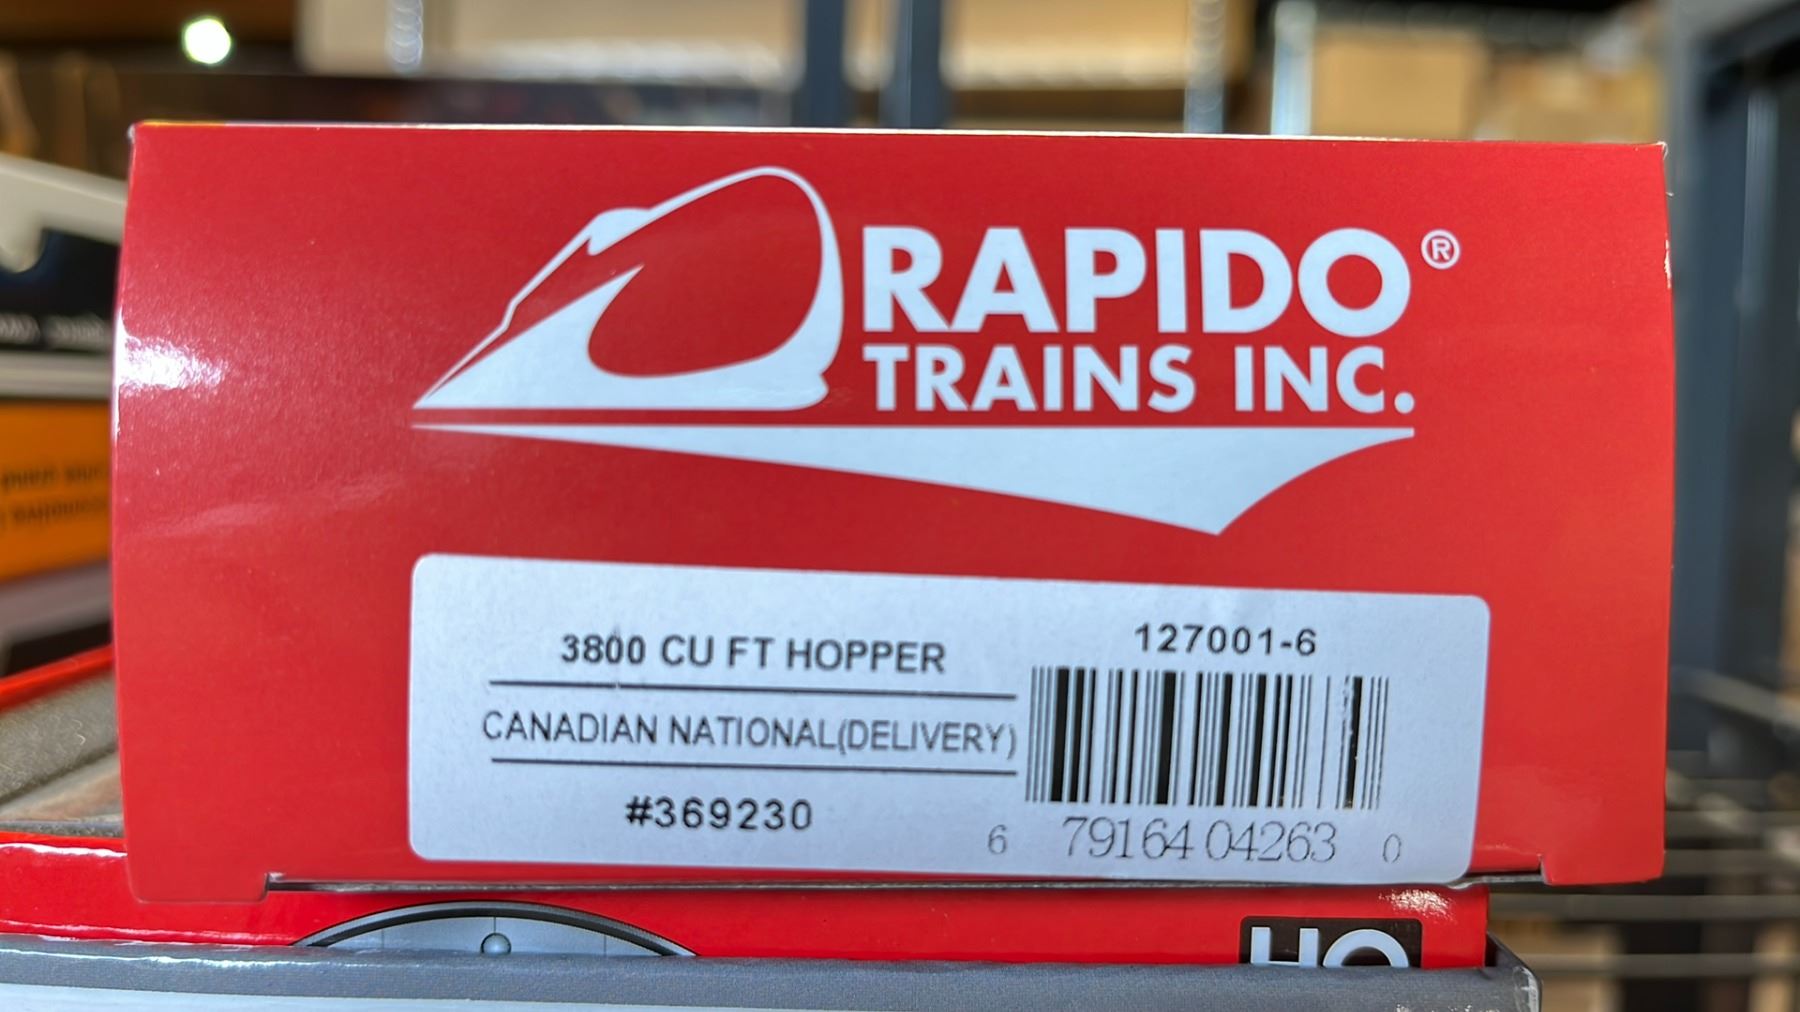 RAPIDO®
TRAINS INC.
3800 CU FT HOPPER
127001-6
CANADIAN NATIONAL(DELIVERY)
#369230
6 79164 04263 0
HO